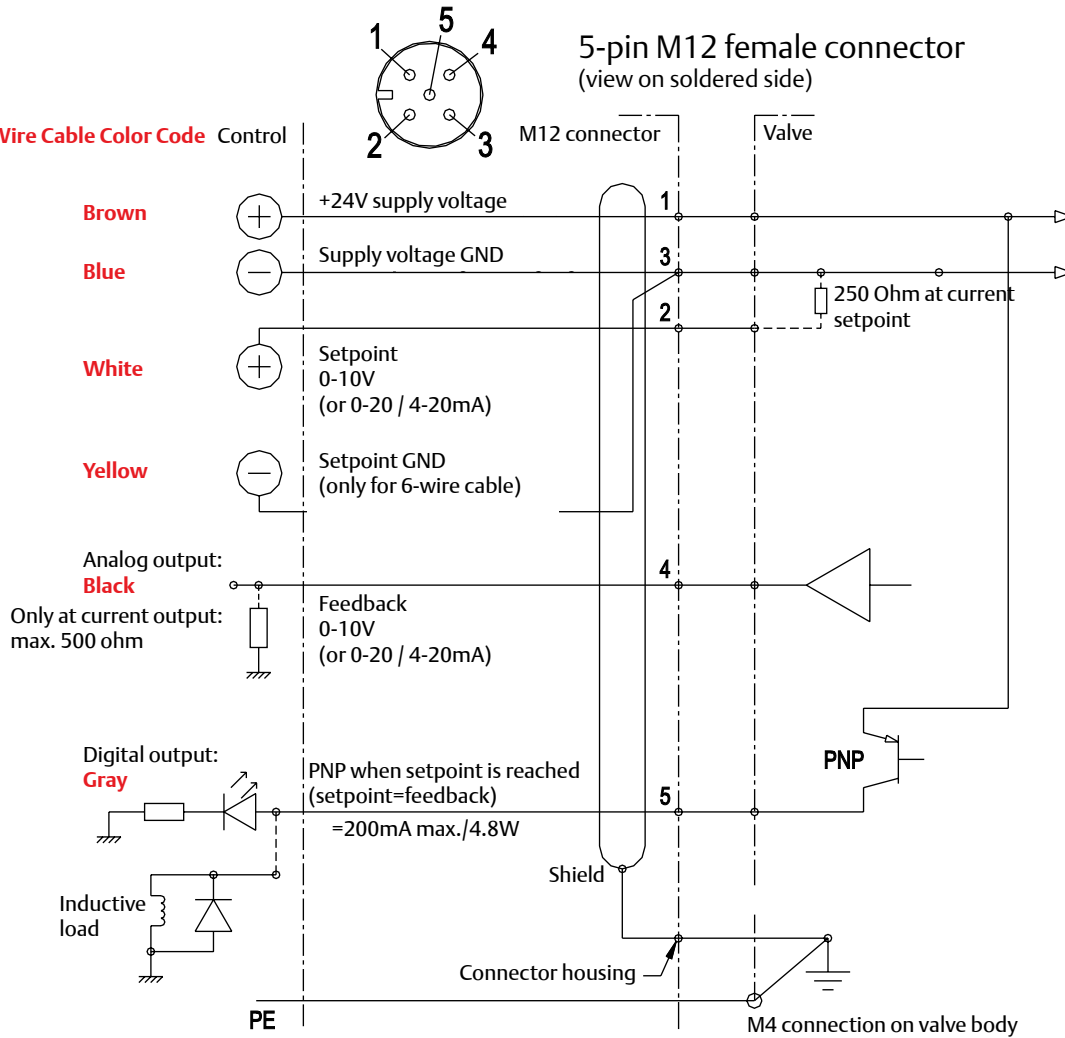 5
1
4
2
3
5-pin M12 female connector
(view on soldered side)
Wire Cable Color Code
Control
M12 connector
Valve
Brown
+24V supply voltage
1
Blue
Supply voltage GND
3
250 Ohm at current
setpoint
2
White
Setpoint
0-10V
(or 0-20 / 4-20mA)
Yellow
Setpoint GND
(only for 6-wire cable)
Analog output:
Black
Only at current output:
max. 500 ohm
4
Feedback
0-10V
(or 0-20 / 4-20mA)
Digital output:
Gray
PNP when setpoint is reached
(setpoint=feedback)
=200mA max./4.8W
5
PNP
Shield
Inductive
load
Connector housing
PE
M4 connection on valve body